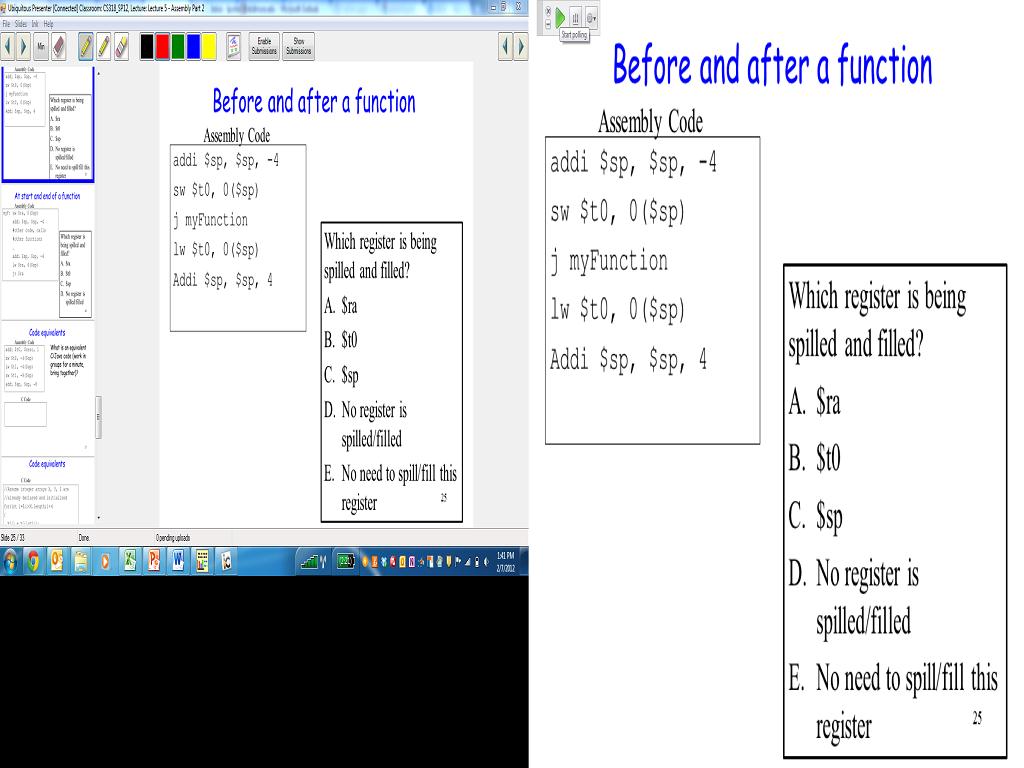 Ubiquitous Presenter [Connected] Classroom: CS318_SP12, Lecture: Lecture 5 - Assembly Part 2
File Slides Ink Help
Min
Enable
Submissions
Show
Submissions
Assembly Code
addi $sp, $sp, -4
sw $t0, 0($sp)
j myFunction
lw $t0, 0($sp)
Addi $sp, $sp, 4
Which register is being
spilled and filled?
A. $ra
B. $t0
C. $sp
D. No register is
spilled/filled
E. No need to spill/fill this
register
At start and end of a function
Assembly Code
Which register is
being spilled and
filled?
A. $ra
B. $t0
C. $sp
D. No register is
spilled/filled
Code equivalents
Assembly Code
What is an equivalent
C/Java code (work in
groups for a minute,
bring together)?
C Code
Code equivalents
C Code
//Assume integer arrays
//already declared and initialized
Before and after a function
Assembly Code
addi $sp, $sp, -4
sw $t0, 0($sp)
j myFunction
lw $t0, 0($sp)
Addi $sp, $sp, 4
Which register is being
spilled and filled?
A. $ra
B. $t0
C. $sp
D. No register is
spilled/filled
E. No need to spill/fill this
register
25
Slide 25 / 33 Done. 0 pending uploads
1:41 PM
2/7/2012
Start polling
Before and after a function
Assembly Code
addi $sp, $sp, -4
sw $t0, 0($sp)
j myFunction
lw $t0, 0($sp)
Addi $sp, $sp, 4
Which register is being
spilled and filled?
A. $ra
B. $t0
C. $sp
D. No register is
spilled/filled
E. No need to spill/fill this
register
25